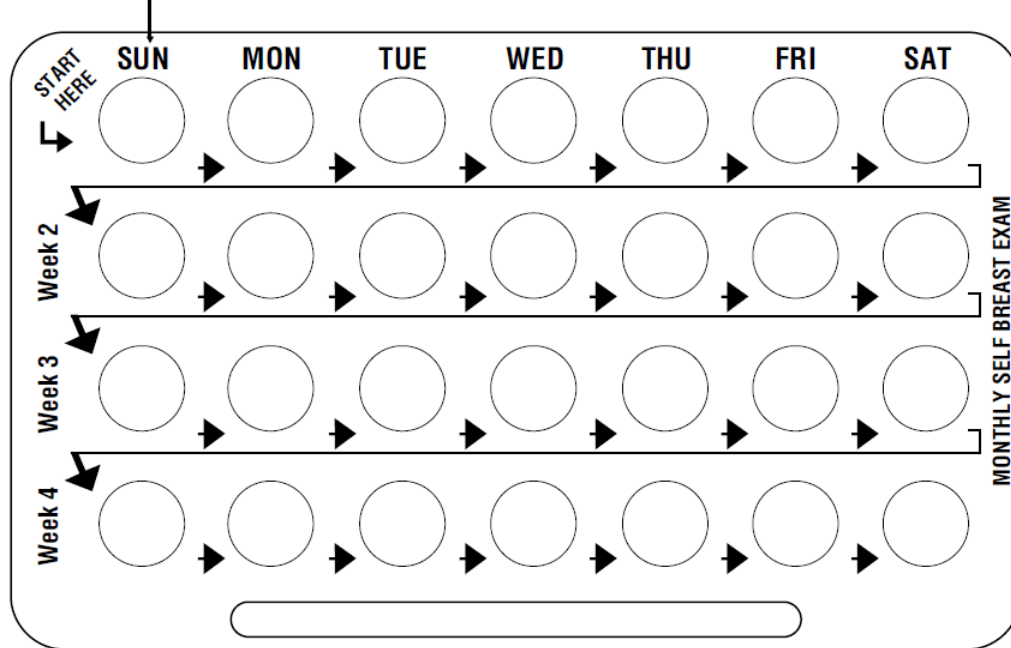 START
HERE
SUN MON TUE WED THU FRI SAT
Week 2
Week 3
Week 4
MONTHLY SELF BREAST EXAM